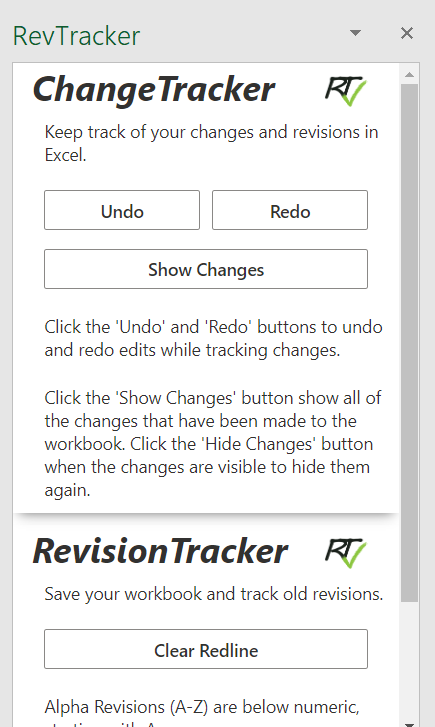 RevTracker
ChangeTracker RT
Keep track of your changes and revisions in
Excel.
Undo Redo
Show Changes
Click the 'Undo' and 'Redo' buttons to undo
and redo edits while tracking changes.
Click the 'Show Changes' button show all of
the changes that have been made to the
workbook. Click the 'Hide Changes' button
when the changes are visible to hide them
again.
RevisionTracker RT
Save your workbook and track old revisions.
Clear Redline
Alpha Revisions (A-Z) are below numeric,